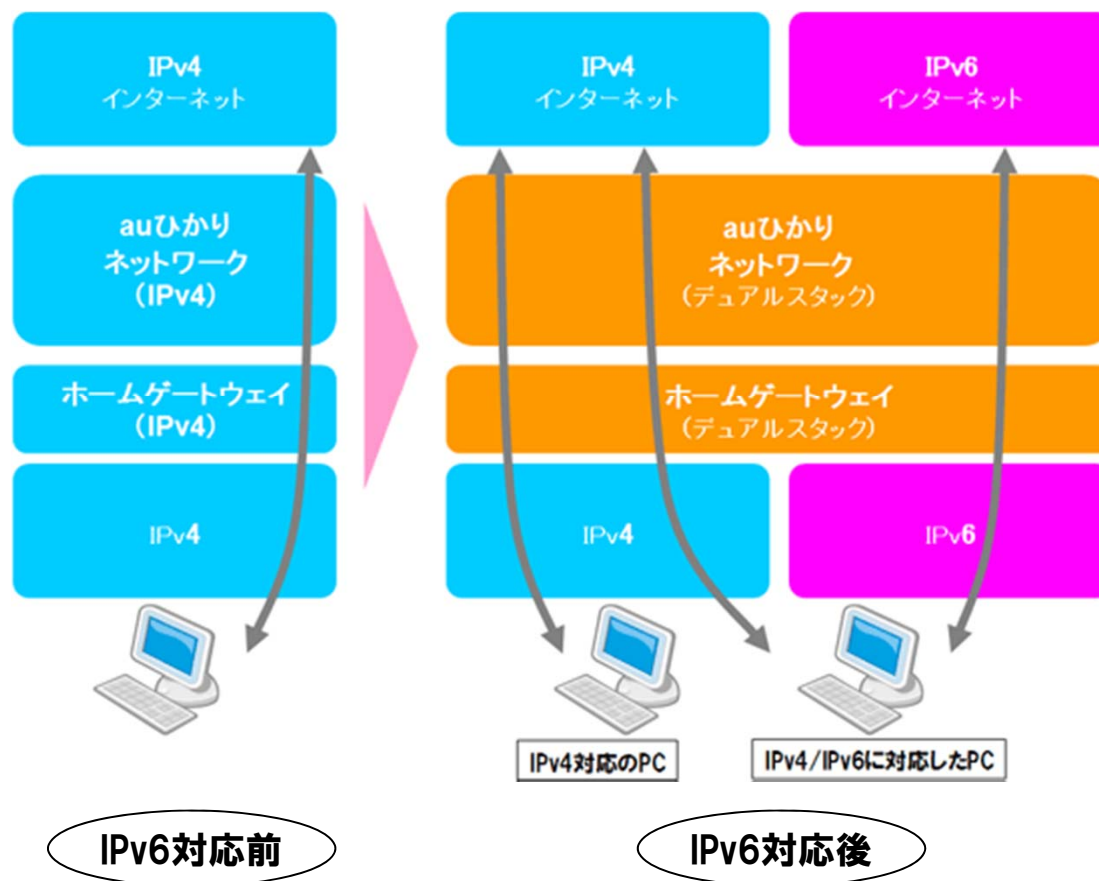 IPv4
インターネット
auひかり
ネットワーク
(IPv4)
ホームゲートウェイ
(IPv4)
IPv4
IPv6対応前
IPv4
インターネット
IPv6
インターネット
auひかり
ネットワーク
(デュアルスタック)
ホームゲートウェイ
(デュアルスタック)
IPv4
IPv6
IPv4対応のPC
IPv4/IPv6に対応したPC
IPv6対応後